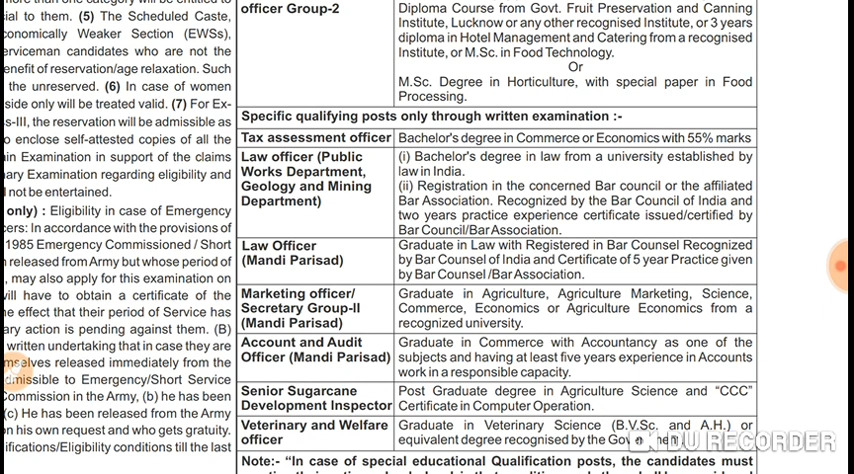 more than one category will be entitled to
ial to them. (5) The Scheduled Caste,
conomically Weaker Section (EWSs),
erviceman candidates who are not the
enefit of reservation/age relaxation. Such
the unreserved. (6) In case of women
side only will be treated valid. (7) For Ex-
ss-III, the reservation will be admissible as
o enclose self-attested copies of all the
ain Examination in support of the claims
nary Examination regarding eligibility and
l not be entertained.
only) : Eligibility in case of Emergency
cers: In accordance with the provisions of
1985 Emergency Commissioned / Short
n released from Army but whose period of
, may also apply for this examination on
vill have to obtain a certificate of the
he effect that their period of Service has
ary action is pending against them. (B)
written undertaking that in case they are
mselves released immediately from the
dmissible to Emergency/Short Service
Commission in the Army, (b) he has been
(c) He has been released from the Army
on his own request and who gets gratuity.
ifications/Eligibility conditions till the last
officer Group-2
Diploma Course from Govt. Fruit Preservation and Canning
Institute, Lucknow or any other recognised Institute, or 3 years
diploma in Hotel Management and Catering from a recognised
Institute, or M.Sc. in Food Technology.
Or
M.Sc. Degree in Horticulture, with special paper in Food
Processing.
Specific qualifying posts only through written examination :-
Tax assessment officer
Bachelor's degree in Commerce or Economics with 55% marks
Law officer (Public
Works Department,
Geology and Mining
Department)
(i) Bachelor's degree in law from a university established by
law in India.
(ii) Registration in the concerned Bar council or the affiliated
Bar Association. Recognized by the Bar Council of India and
two years practice experience certificate issued/certified by
Bar Council/Bar Association.
Law Officer
(Mandi Parisad)
Graduate in Law with Registered in Bar Counsel Recognized
by Bar Counsel of India and Certificate of 5 year Practice given
by Bar Counsel /Bar Association.
Marketing officer/
Secretary Group-II
(Mandi Parisad)
Graduate in Agriculture, Agriculture Marketing, Science,
Commerce, Economics or Agriculture Economics from a
recognized university.
Account and Audit
Officer (Mandi Parisad)
Graduate in Commerce with Accountancy as one of the
subjects and having at least five years experience in Accounts
work in a responsible capacity.
Senior Sugarcane
Development Inspector
Post Graduate degree in Agriculture Science and “CCC”
Certificate in Computer Operation.
Veterinary and Welfare
officer
Graduate in Veterinary Science (B.V.Sc. and A.H.) or
equivalent degree recognised by the Government.
Note:- “In case of special educational Qualification posts, the candidates must
DU RECORDER